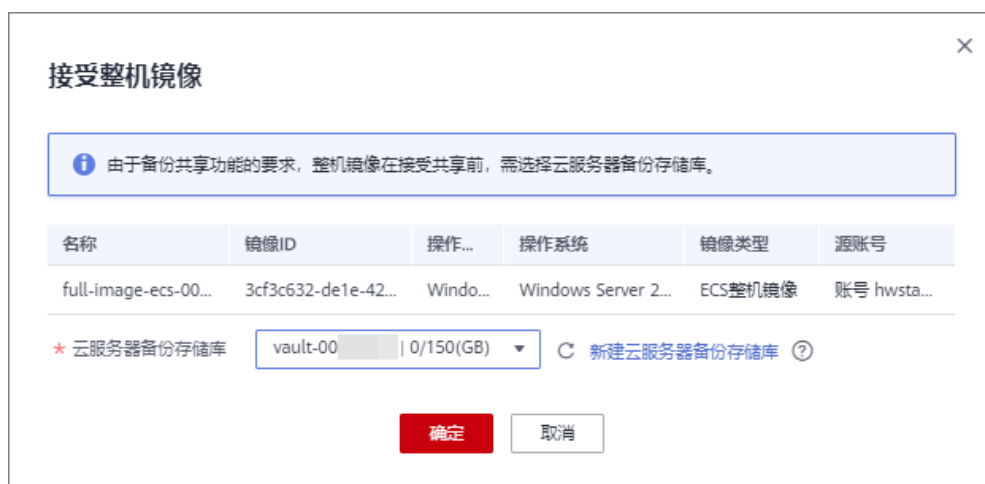 接受整机镜像
由于备份共享功能的要求，整机镜像在接受共享前，需选择云服务器备份存储库。
名称 镜像ID 操作... 操作系统 镜像类型 源账号
full-image-ecs-00... 3cf3c632-de1e-42... Windo... Windows Server 2... ECS整机镜像 账号 hwsta...
* 云服务器备份存储库 vault-00 | 0/150(GB) 新建云服务器备份存储库
确定 取消